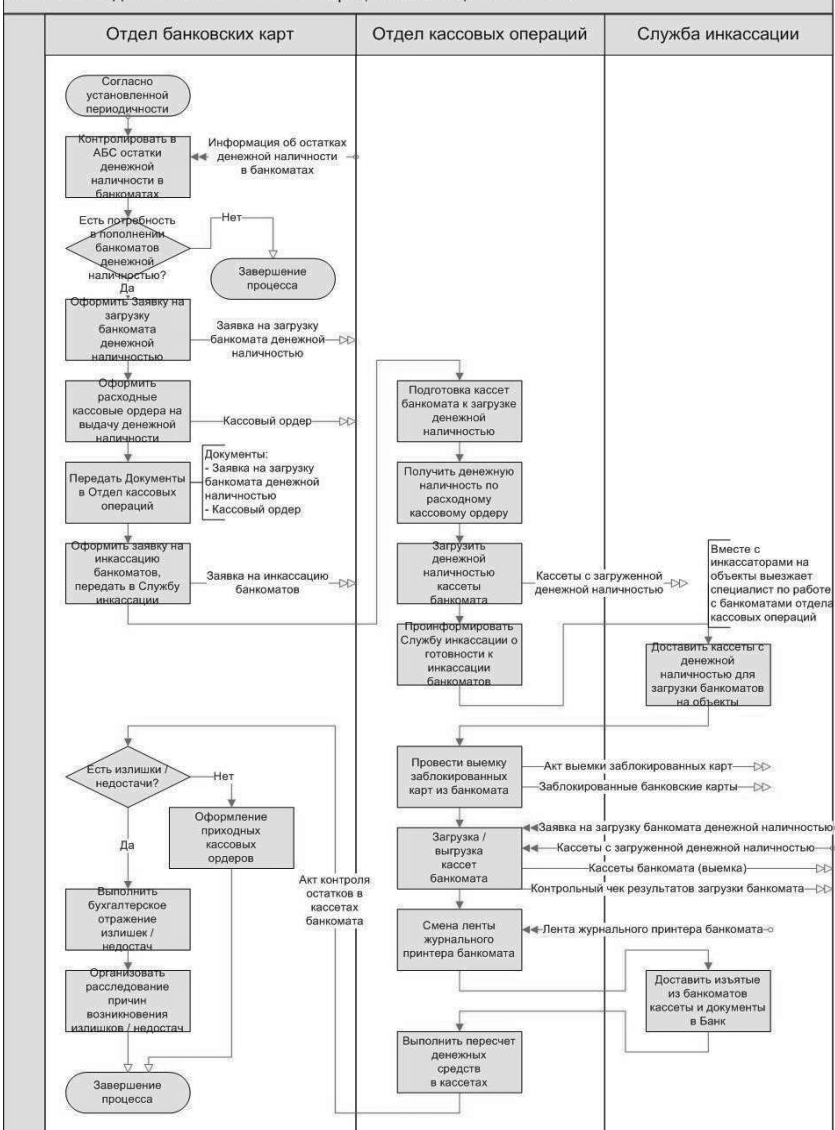 Отдел банковских карт
Отдел кассовых операций
Служба инкассации
Согласно
установленной
периодичности
Контролировать в
АБС остатки
денежной
наличности в
банкоматах
Информация об остатках
денежной наличности
в банкоматах
Есть потребность
в пополнении
банкоматов
денежной
наличностью?
Нет
Завершение
процесса
Да
Оформить Заявку на
загрузку
банкомата
денежной
наличностью
Заявка на загрузку
банкомата денежной
наличностью
Оформить
расходные
кассовые ордера на
выдачу денежной
наличности
Кассовый ордер
Подготовка кассет
банкомата к загрузке
денежной
наличностью
Передать Документы
в Отдел кассовых
операций
Документы:
- Заявка на загрузку
банкомата денежной
наличностью
- Кассовый ордер
Получить денежную
наличность по
расходному
кассовому ордеру
Оформить заявку на
инкассацию
банкоматов,
передать в Службу
инкассации
Заявка на инкассацию
банкоматов
Загрузить
денежной
наличностью
кассеты
банкомата
Кассеты с загруженной
денежной наличностью
Вместе с
инкассаторами на
объекты выезжает
специалист по работе
с банкоматами отдела
кассовых операций
Проинформировать
Службу инкассации о
готовности к
инкассации
банкоматов
Доставить кассеты с
денежной
наличностью для
загрузки банкоматов
на объекты
Есть излишки /
недостачи?
Нет
Провести выемку
заблокированных
карт из банкомата
Акт выемки заблокированных карт
Заблокированные банковские карты
Оформление
приходных
кассовых
ордеров
Да
Загрузка /
выгрузка
кассет
банкомата
Заявка на загрузку банкомата денежной наличностью
Кассеты с загруженной денежной наличностью
Кассеты банкомата (выемка)
Контрольный чек результатов загрузки банкомата
Акт контроля
остатков в
кассетах
банкомата
Выполнить
бухгалтерское
отражение
излишек /
недостач
Смена ленты
журнального
принтера банкомата
Лента журнального принтера банкомата
Организовать
расследование
причин
возникновения
излишков / недостач
Доставить изъятые
из банкоматов
кассеты и документы
в Банк
Выполнить пересчет
денежных
средств
в кассетах
Завершение
процесса